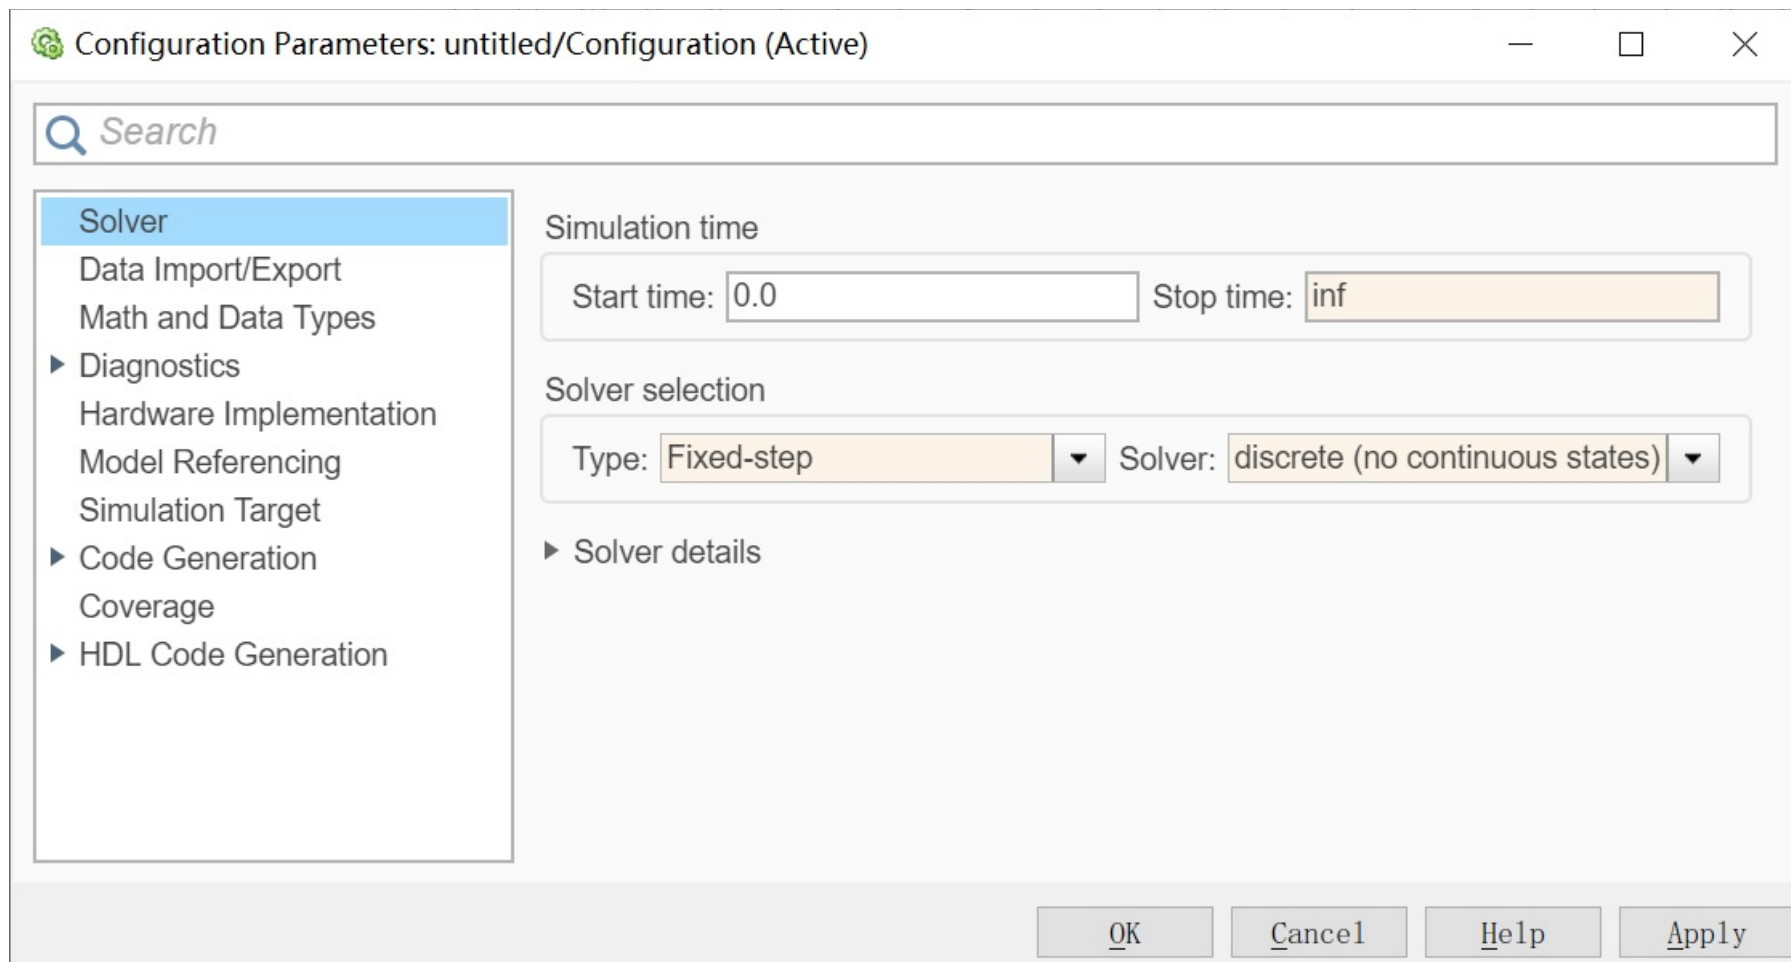 Configuration Parameters: untitled/Configuration (Active)
Search
Solver
Data Import/Export
Math and Data Types
Diagnostics
Hardware Implementation
Model Referencing
Simulation Target
Code Generation
Coverage
HDL Code Generation
Simulation time
Start time: 0.0 Stop time: inf
Solver selection
Type: Fixed-step Solver: discrete (no continuous states)
Solver details
OK Cancel Help Apply